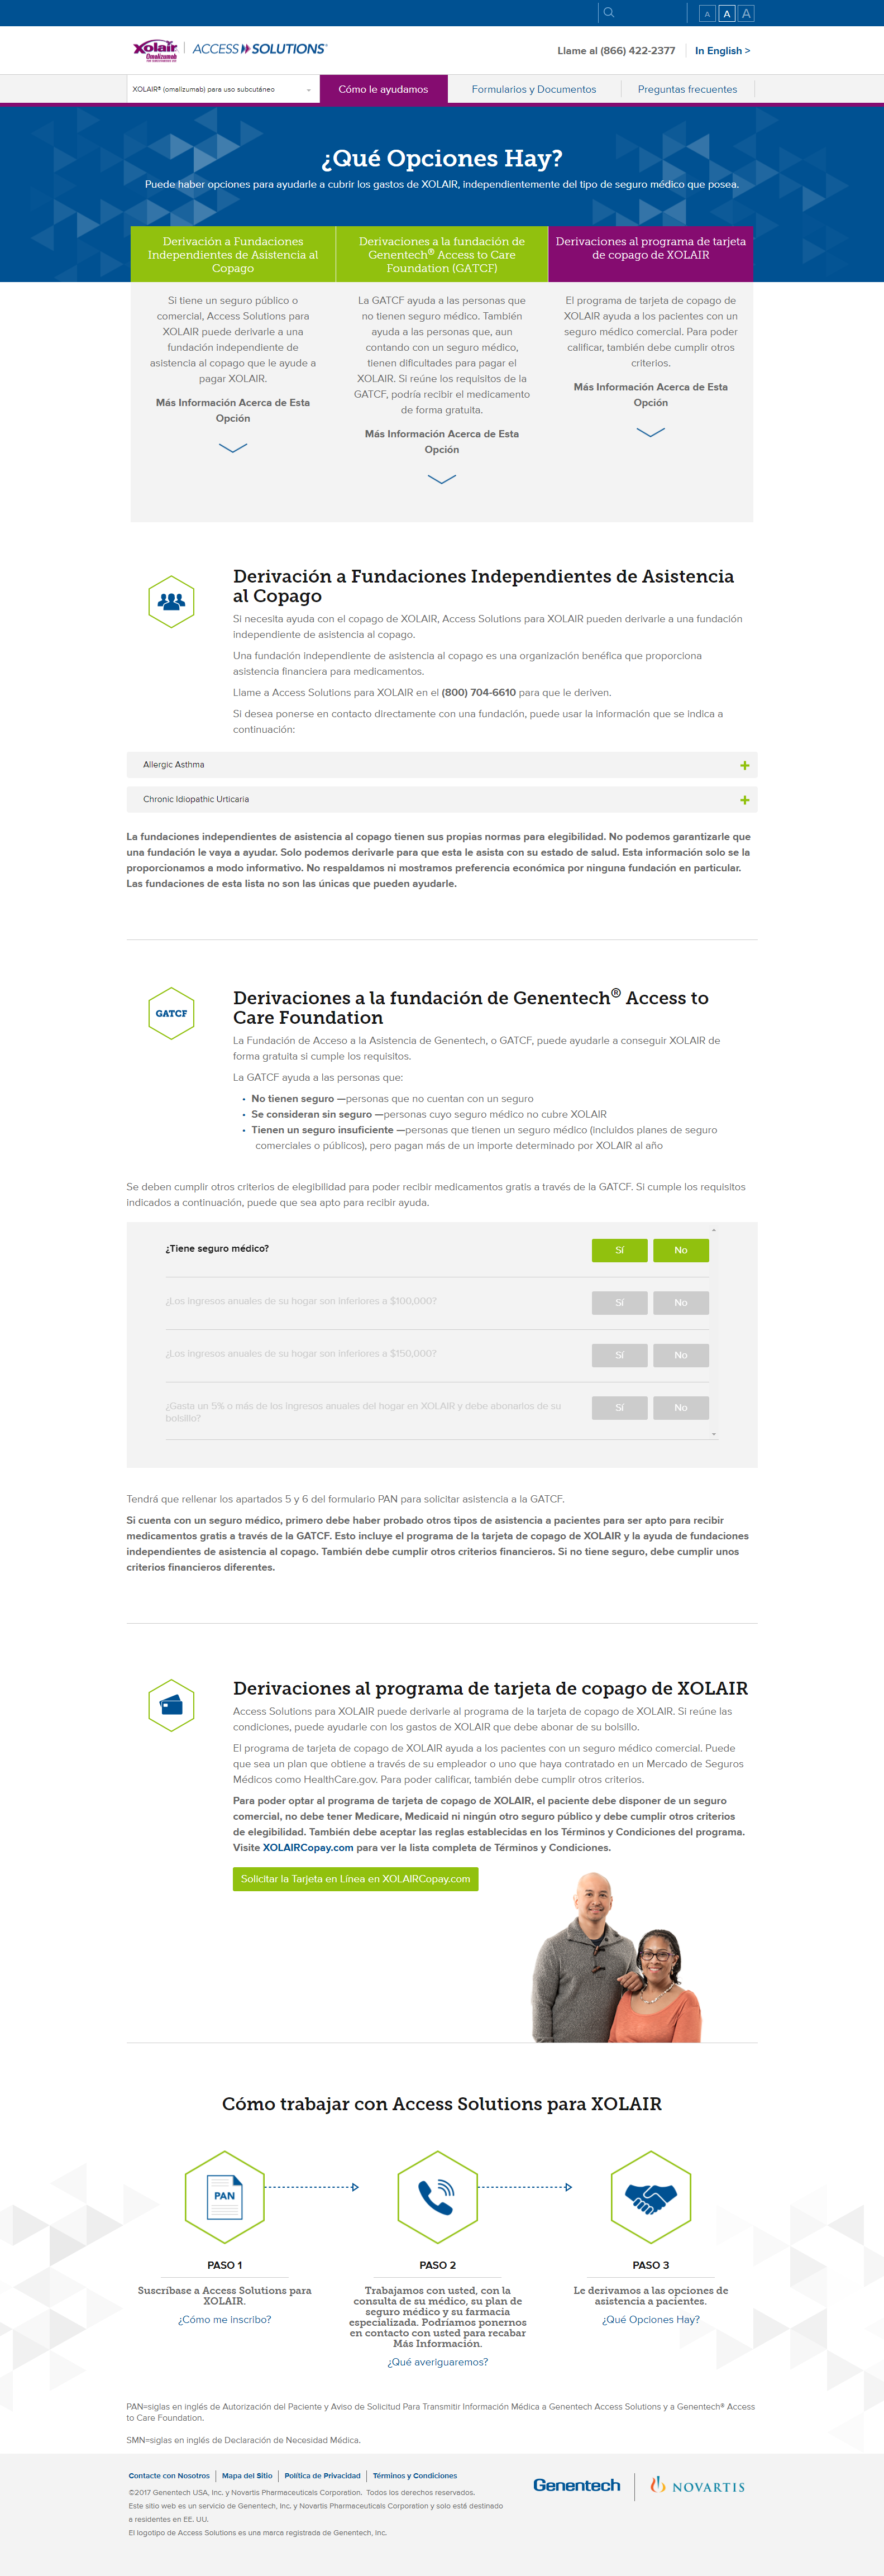 A A A
Xolair Omalizumab ACCESS SOLUTIONS®
Llame al (866) 422-2377
In English >
XOLAIR® (omalizumab) para uso subcutáneo
Cómo le ayudamos
Formularios y Documentos
Preguntas frecuentes
¿Qué Opciones Hay?
Puede haber opciones para ayudarle a cubrir los gastos de XOLAIR, independientemente del tipo de seguro médico que posea.
Derivación a Fundaciones
Independientes de Asistencia al
Copago
Si tiene un seguro público o
comercial, Access Solutions para
XOLAIR puede derivarle a una
fundación independiente de
asistencia al copago que le ayude a
pagar XOLAIR.
Más Información Acerca de Esta
Opción
Derivaciones a la fundación de
Genentech® Access to Care
Foundation (GATCF)
La GATCF ayuda a las personas que
no tienen seguro médico. También
ayuda a las personas que, aun
contando con un seguro médico,
tienen dificultades para pagar el
XOLAIR. Si reúne los requisitos de la
GATCF, podría recibir el medicamento
de forma gratuita.
Más Información Acerca de Esta
Opción
Derivaciones al programa de tarjeta
de copago de XOLAIR
El programa de tarjeta de copago de
XOLAIR ayuda a los pacientes con un
seguro médico comercial. Para poder
calificar, también debe cumplir otros
criterios.
Más Información Acerca de Esta
Opción
Derivación a Fundaciones Independientes de Asistencia
al Copago
Si necesita ayuda con el copago de XOLAIR, Access Solutions para XOLAIR pueden derivarle a una fundación
independiente de asistencia al copago.
Una fundación independiente de asistencia al copago es una organización benéfica que proporciona
asistencia financiera para medicamentos.
Llame a Access Solutions para XOLAIR en el (800) 704-6610 para que le deriven.
Si desea ponerse en contacto directamente con una fundación, puede usar la información que se indica a
continuación:
Allergic Asthma
Chronic Idiopathic Urticaria
La fundaciones independientes de asistencia al copago tienen sus propias normas para elegibilidad. No podemos garantizarle que
una fundación le vaya a ayudar. Solo podemos derivarle para que esta le asista con su estado de salud. Esta información solo se la
proporcionamos a modo informativo. No respaldamos ni mostramos preferencia económica por ninguna fundación en particular.
Las fundaciones de esta lista no son las únicas que pueden ayudarle.
GATCF
Derivaciones a la fundación de Genentech® Access to
Care Foundation
La Fundación de Acceso a la Asistencia de Genentech, o GATCF, puede ayudarle a conseguir XOLAIR de
forma gratuita si cumple los requisitos.
La GATCF ayuda a las personas que:
• No tienen seguro —personas que no cuentan con un seguro
• Se consideran sin seguro —personas cuyo seguro médico no cubre XOLAIR
• Tienen un seguro insuficiente —personas que tienen un seguro médico (incluidos planes de seguro
comerciales o públicos), pero pagan más de un importe determinado por XOLAIR al año
Se deben cumplir otros criterios de elegibilidad para poder recibir medicamentos gratis a través de la GATCF. Si cumple los requisitos
indicados a continuación, puede que sea apto para recibir ayuda.
¿Tiene seguro médico? Sí No
¿Los ingresos anuales de su hogar son inferiores a $100,000? Sí No
¿Los ingresos anuales de su hogar son inferiores a $150,000? Sí No
¿Gasta un 5% o más de los ingresos anuales del hogar en XOLAIR y debe abonarlos de su
bolsillo? Sí No
Tendrá que rellenar los apartados 5 y 6 del formulario PAN para solicitar asistencia a la GATCF.
Si cuenta con un seguro médico, primero debe haber probado otros tipos de asistencia a pacientes para ser apto para recibir
medicamentos gratis a través de la GATCF. Esto incluye el programa de la tarjeta de copago de XOLAIR y la ayuda de fundaciones
independientes de asistencia al copago. También debe cumplir otros criterios financieros. Si no tiene seguro, debe cumplir unos
criterios financieros diferentes.
Derivaciones al programa de tarjeta de copago de XOLAIR
Access Solutions para XOLAIR puede derivarle al programa de la tarjeta de copago de XOLAIR. Si reúne las
condiciones, puede ayudarle con los gastos de XOLAIR que debe abonar de su bolsillo.
El programa de tarjeta de copago de XOLAIR ayuda a los pacientes con un seguro médico comercial. Puede
que sea un plan que obtiene a través de su empleador o uno que haya contratado en un Mercado de Seguros
Médicos como HealthCare.gov. Para poder calificar, también debe cumplir otros criterios.
Para poder optar al programa de tarjeta de copago de XOLAIR, el paciente debe disponer de un seguro
comercial, no debe tener Medicare, Medicaid ni ningún otro seguro público y debe cumplir otros criterios
de elegibilidad. También debe aceptar las reglas establecidas en los Términos y Condiciones del programa.
Visite XOLAIRCopay.com para ver la lista completa de Términos y Condiciones.
Solicitar la Tarjeta en Línea en XOLAIRCopay.com
Cómo trabajar con Access Solutions para XOLAIR
PAN
PASO 1
Suscríbase a Access Solutions para
XOLAIR.
¿Cómo me inscribo?
PASO 2
Trabajamos con usted, con la
consulta de su médico, su plan de
seguro médico y su farmacia
especializada. Podríamos ponernos
en contacto con usted para recabar
Más Información.
¿Qué averiguaremos?
PASO 3
Le derivamos a las opciones de
asistencia a pacientes.
¿Qué Opciones Hay?
PAN=siglas en inglés de Autorización del Paciente y Aviso de Solicitud Para Transmitir Información Médica a Genentech Access Solutions y a Genentech® Access
to Care Foundation.
SMN=siglas en inglés de Declaración de Necesidad Médica.
Contacte con Nosotros
Mapa del Sitio
Política de Privacidad
Términos y Condiciones
©2017 Genentech USA, Inc. y Novartis Pharmaceuticals Corporation. Todos los derechos reservados.
Este sitio web es un servicio de Genentech, Inc. y Novartis Pharmaceuticals Corporation y solo está destinado
a residentes en EE. UU.
El logotipo de Access Solutions es una marca registrada de Genentech, Inc.
Genentech
NOVARTIS